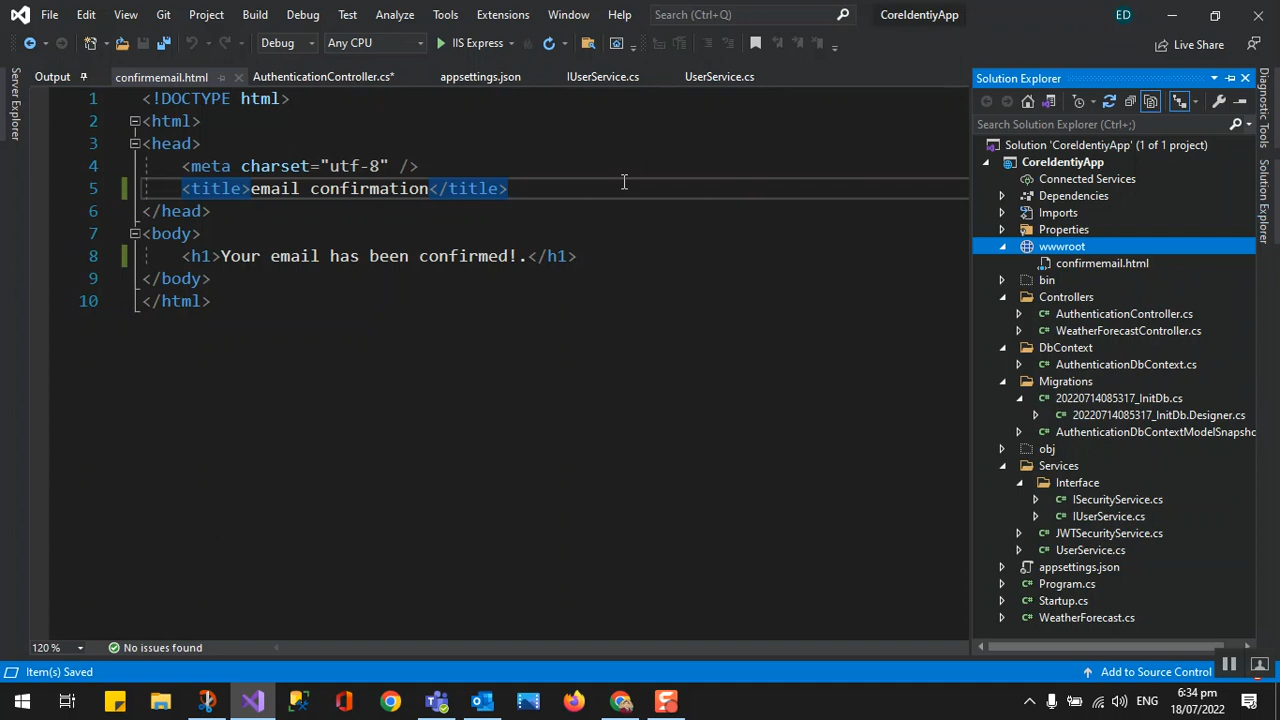 File Edit View Git Project Build Debug Test Analyze Tools Extensions Window Help Search (Ctrl+Q) CoreIdentiyApp ED
Debug Any CPU IIS Express Live Share
Output confirmemail.html AuthenticationController.cs* appsettings.json IUserService.cs UserService.cs
Server Explorer
1 <!DOCTYPE html>
2 <html>
3 <head>
4 <meta charset="utf-8" />
5 <title>email confirmation</title>
6 </head>
7 <body>
8 <h1>Your email has been confirmed!.</h1>
9 </body>
10 </html>
120 % No issues found
Solution Explorer
Search Solution Explorer (Ctrl+;)
Solution 'CoreIdentiyApp' (1 of 1 project)
CoreIdentiyApp
Connected Services
Dependencies
Imports
Properties
wwwroot
confirmemail.html
bin
Controllers
AuthenticationController.cs
WeatherForecastController.cs
DbContext
AuthenticationDbContext.cs
Migrations
20220714085317_InitDb.cs
20220714085317_InitDb.Designer.cs
AuthenticationDbContextModelSnapsho
obj
Services
Interface
ISecurityService.cs
IUserService.cs
JWTSecurityService.cs
UserService.cs
appsettings.json
Program.cs
Startup.cs
WeatherForecast.cs
Diagnostic Tools
Solution Explorer
Item(s) Saved Add to Source Control
ENG 6:34 pm
18/07/2022